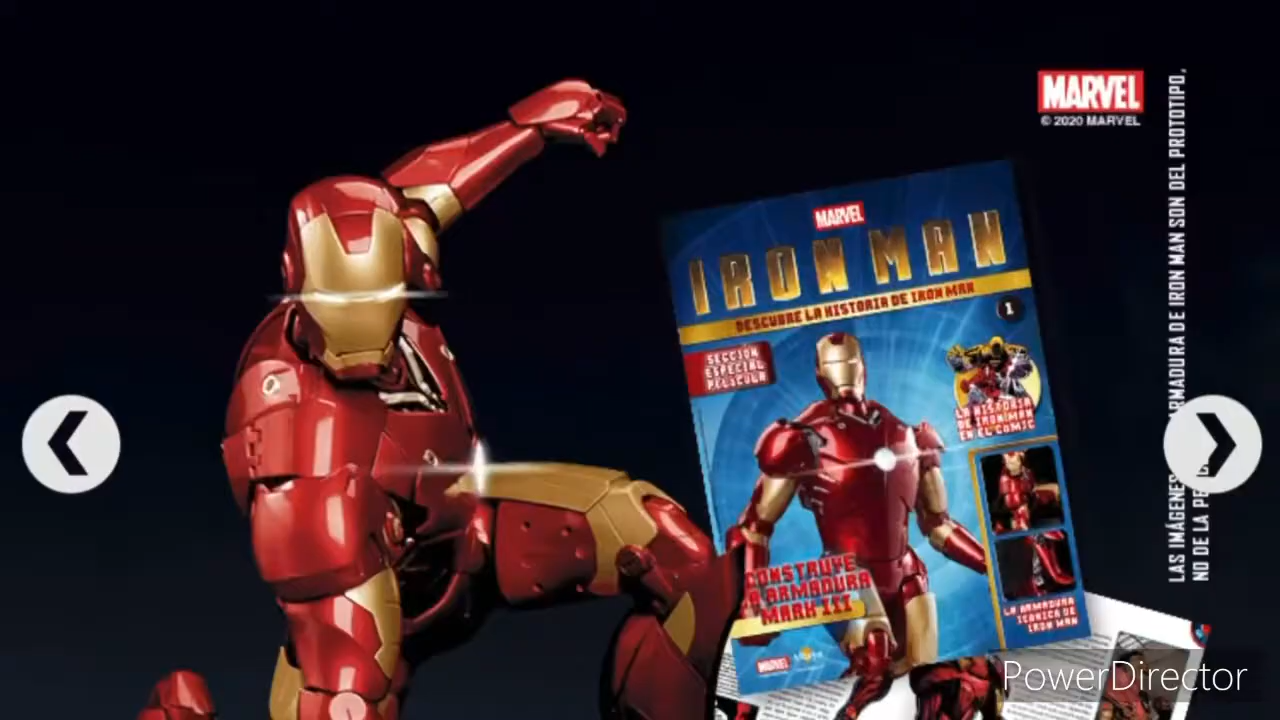 MARVEL
© 2020 MARVEL
LAS IMÁGENES ARMADURA DE IRON MAN SON DEL PROTOTIPO,
NO DE LA
MARVEL
IRON MAN
DESCUBRE LA HISTORIA DE IRON MAN
1
SECCIÓN
ESPECIAL
PELÍCULA
LA HISTORIA
DE IRON MAN
EN EL CÓMIC
CONSTRUYE
LA ARMADURA
MARK III
LA ARMADURA
ICÓNICA DE
IRON MAN
MARVEL
PowerDirector